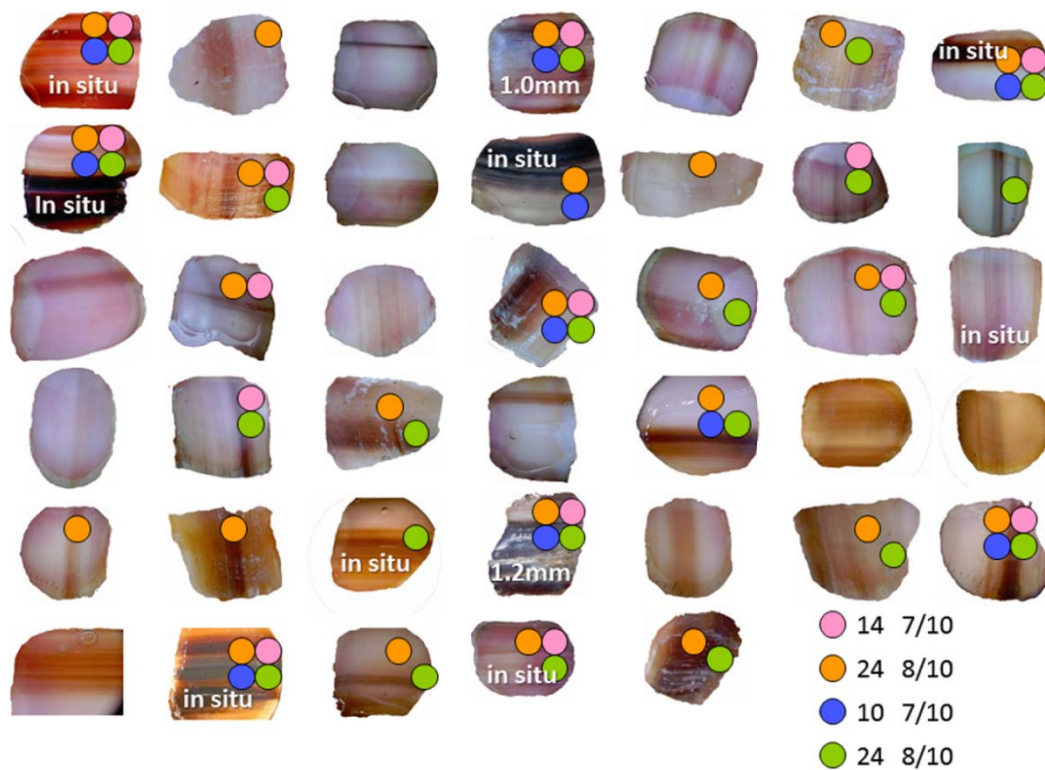 in situ
1.0mm
in situ
In situ
in situ
in situ
in situ
1.2mm
in situ
in situ
14 7/10
24 8/10
10 7/10
24 8/10